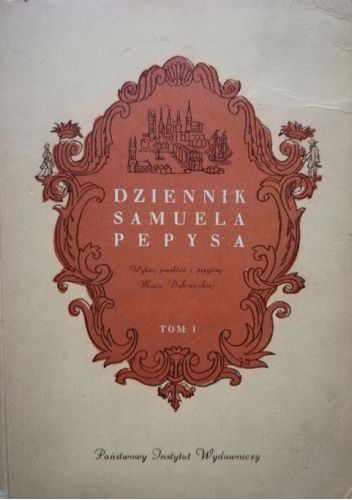 DZIENNIK
SAMUELA
PEPYSA
Wybór, przekład i przypisy
Marii Dąbrowskiej
TOM I
Państwowy Instytut Wydawniczy